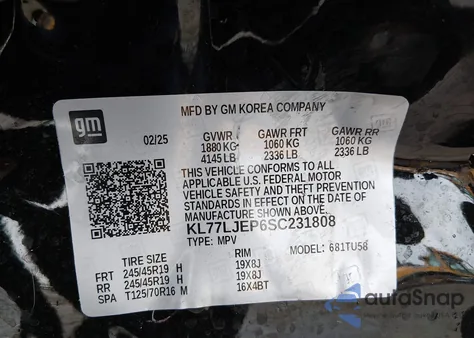 gm
MFD BY GM KOREA COMPANY
02/25 GVWR GAWR FRT GAWR RR
1880 KG 1060 KG 1060 KG
4145 LB 2336 LB 2336 LB
THIS VEHICLE CONFORMS TO ALL
APPLICABLE U.S. FEDERAL MOTOR
VEHICLE SAFETY AND THEFT PREVENTION
STANDARDS IN EFFECT ON THE DATE OF
MANUFACTURE SHOWN ABOVE.
KL77LJEP6SC231808
TYPE: MPV MODEL: 681TU58
TIRE SIZE RIM
FRT 245/45R19 H 19X8J
RR 245/45R19 H 19X8J
SPA T125/70R16 M 16X4BT
autoSnap